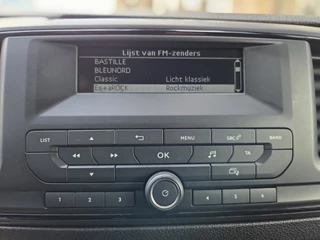 Lijst van FM-zenders
BASTILLE
BLEUNORD
Classic Licht klassiek
Rockmuziek
LIST
MENU
SRC
BAND
OK
TA
1 2 3 4 5 6